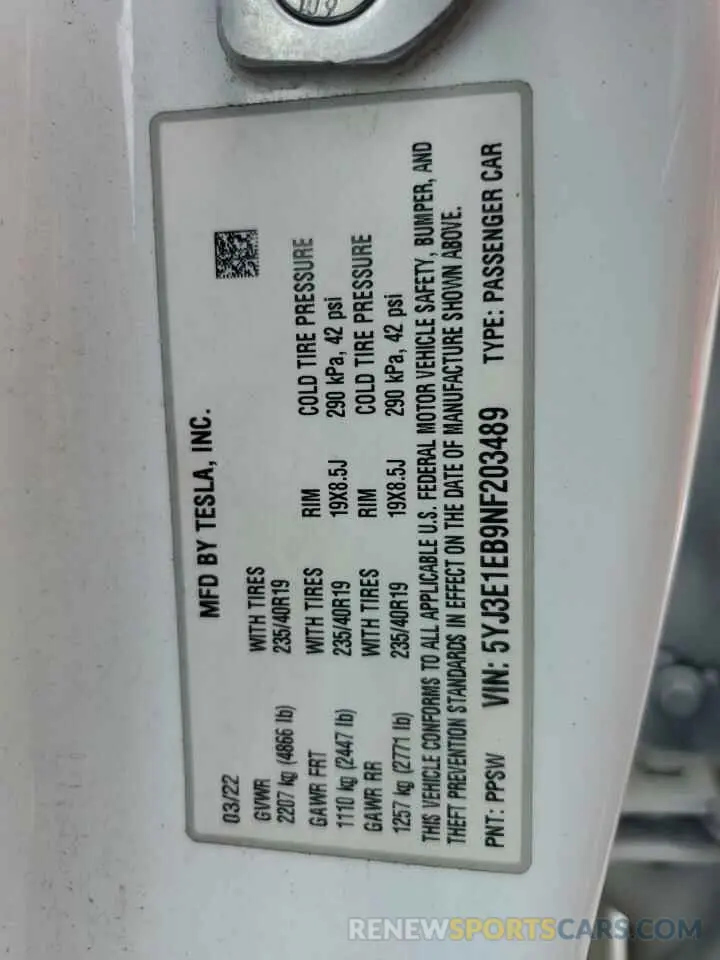 MFD BY TESLA, INC.
03/22
GVWR WITH TIRES RIM COLD TIRE PRESSURE
2207 kg (4866 lb) 235/40R19
GAWR FRT WITH TIRES RIM COLD TIRE PRESSURE
1110 kg (2447 lb) 235/40R19 19X8.5J 290 kPa, 42 psi
GAWR RR WITH TIRES RIM COLD TIRE PRESSURE
1257 kg (2771 lb) 235/40R19 19X8.5J 290 kPa, 42 psi
THIS VEHICLE CONFORMS TO ALL APPLICABLE U.S. FEDERAL MOTOR VEHICLE SAFETY, BUMPER, AND
THEFT PREVENTION STANDARDS IN EFFECT ON THE DATE OF MANUFACTURE SHOWN ABOVE.
PNT: PPSW VIN: 5YJ3E1EB9NF203489 TYPE: PASSENGER CAR
RENEWSPORTSCARS.COM